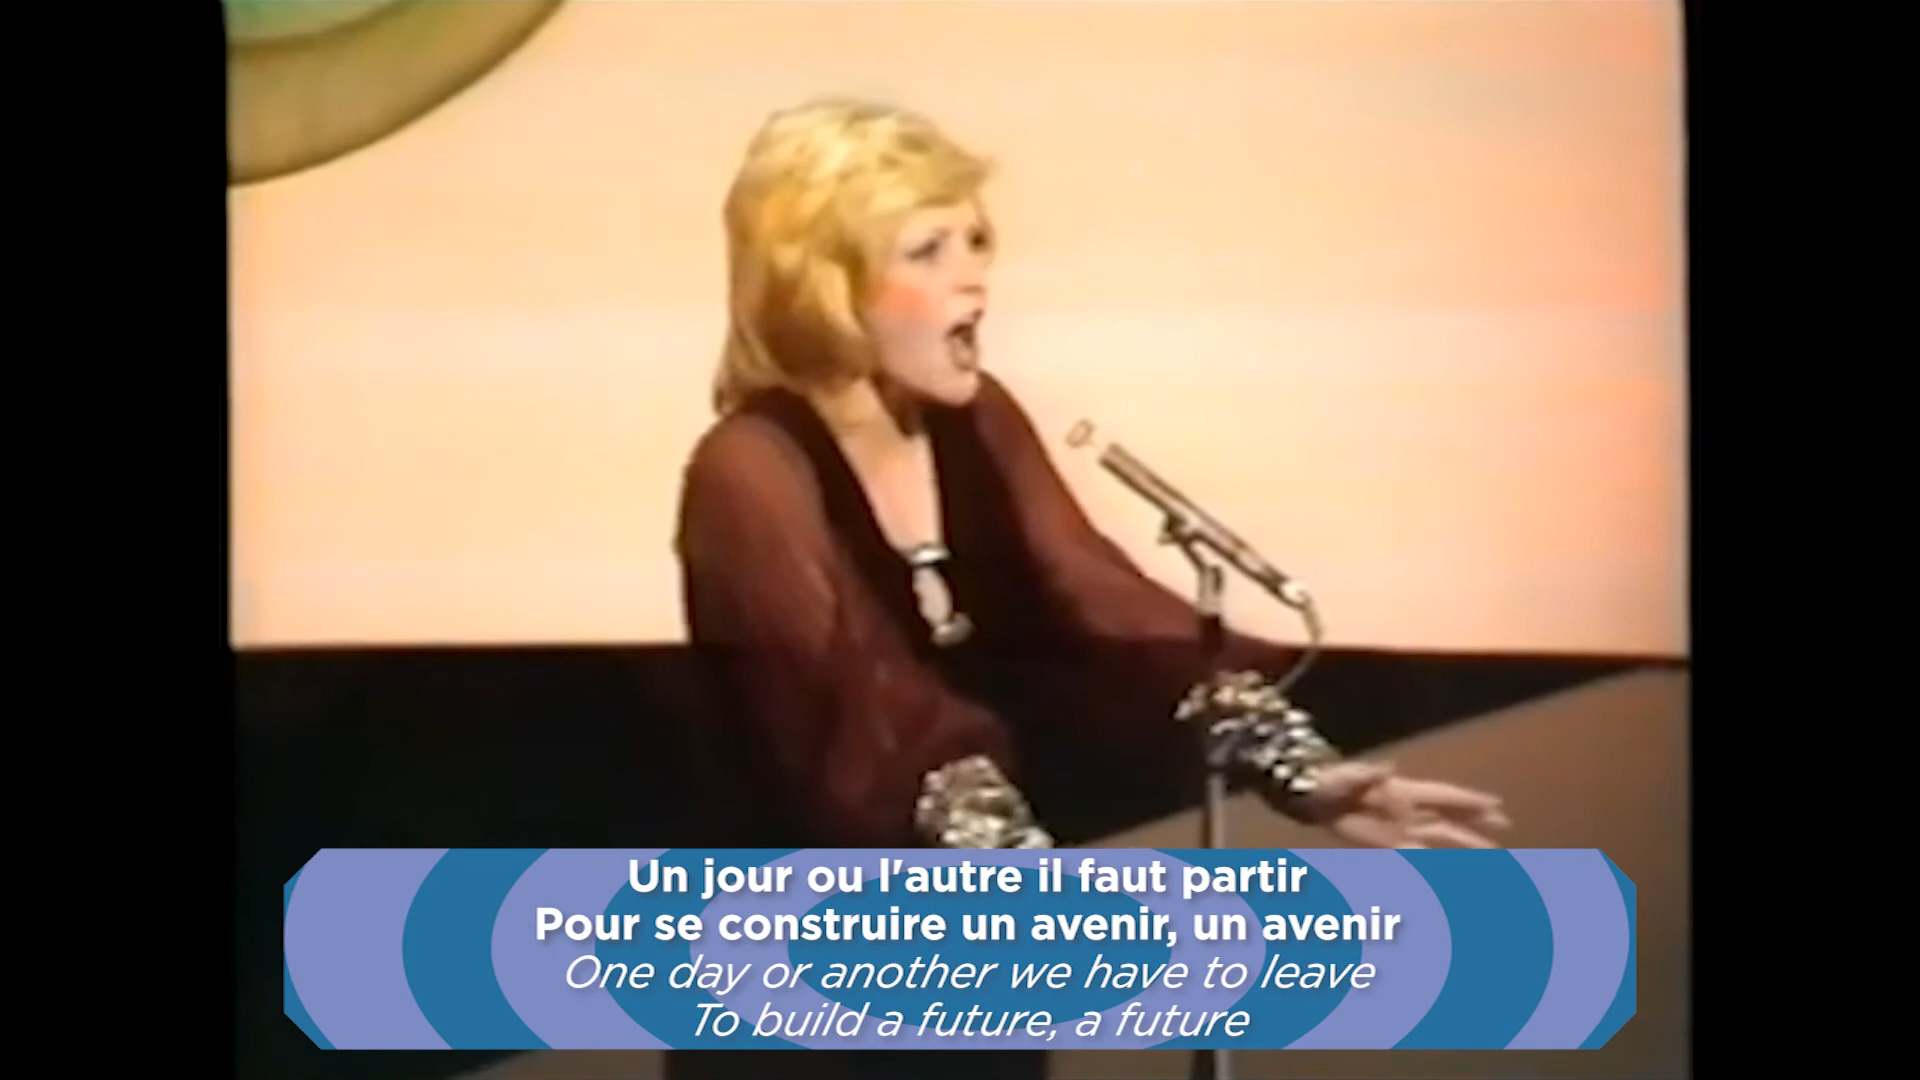 Un jour ou l'autre il faut partir
Pour se construire un avenir, un avenir
One day or another we have to leave
To build a future, a future